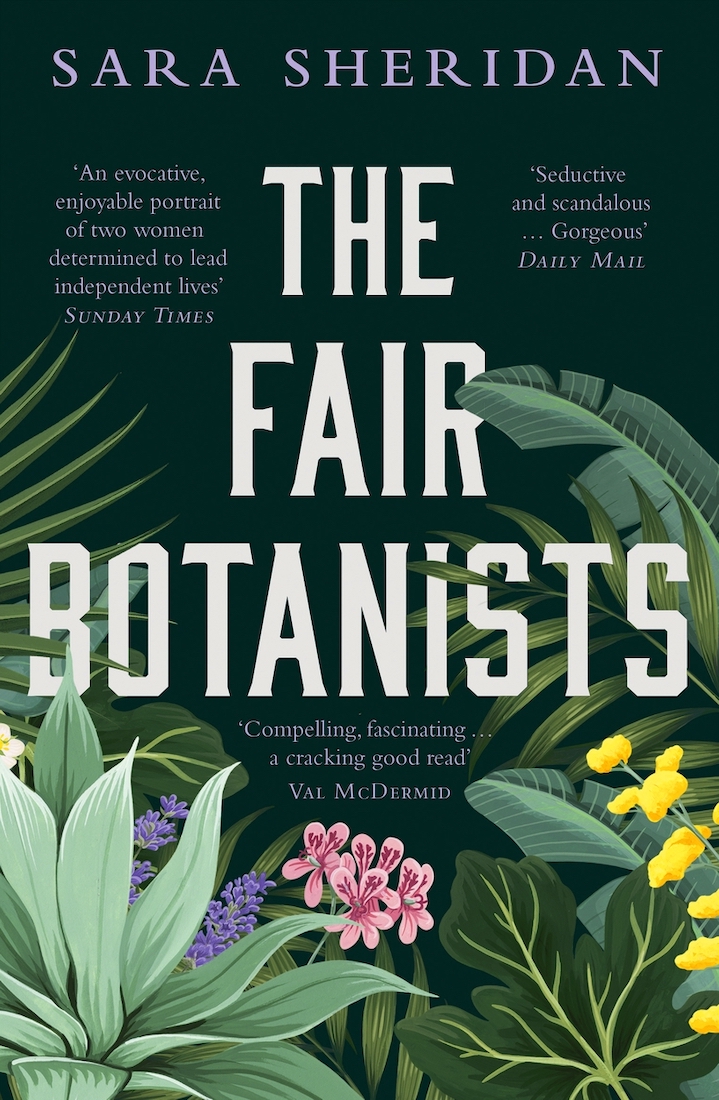 SARA SHERIDAN
‘An evocative,
enjoyable portrait
of two women
determined to lead
independent lives’
SUNDAY TIMES
‘Seductive
and scandalous
... Gorgeous’
DAILY MAIL
THE
FAIR
BOTANISTS
‘Compelling, fascinating ...
a cracking good read’
VAL MCDERMID